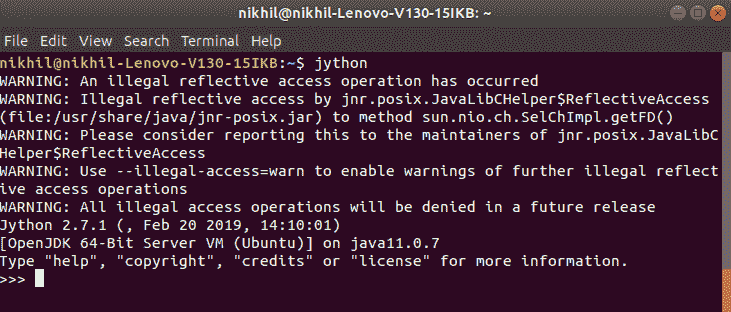 nikhil@nikhil-Lenovo-V130-15IKB: ~
File Edit View Search Terminal Help
nikhil@nikhil-Lenovo-V130-15IKB:~$ jython
WARNING: An illegal reflective access operation has occurred
WARNING: Illegal reflective access by jnr.posix.JavaLibCHelper$ReflectiveAccess
(file:/usr/share/java/jnr-posix.jar) to method sun.nio.ch.SelChImpl.getFD()
WARNING: Please consider reporting this to the maintainers of jnr.posix.JavaLibC
Helper$ReflectiveAccess
WARNING: Use --illegal-access=warn to enable warnings of further illegal reflect
ive access operations
WARNING: All illegal access operations will be denied in a future release
Jython 2.7.1 (, Feb 20 2019, 14:10:01)
[OpenJDK 64-Bit Server VM (Ubuntu)] on java11.0.7
Type "help", "copyright", "credits" or "license" for more information.
>>>